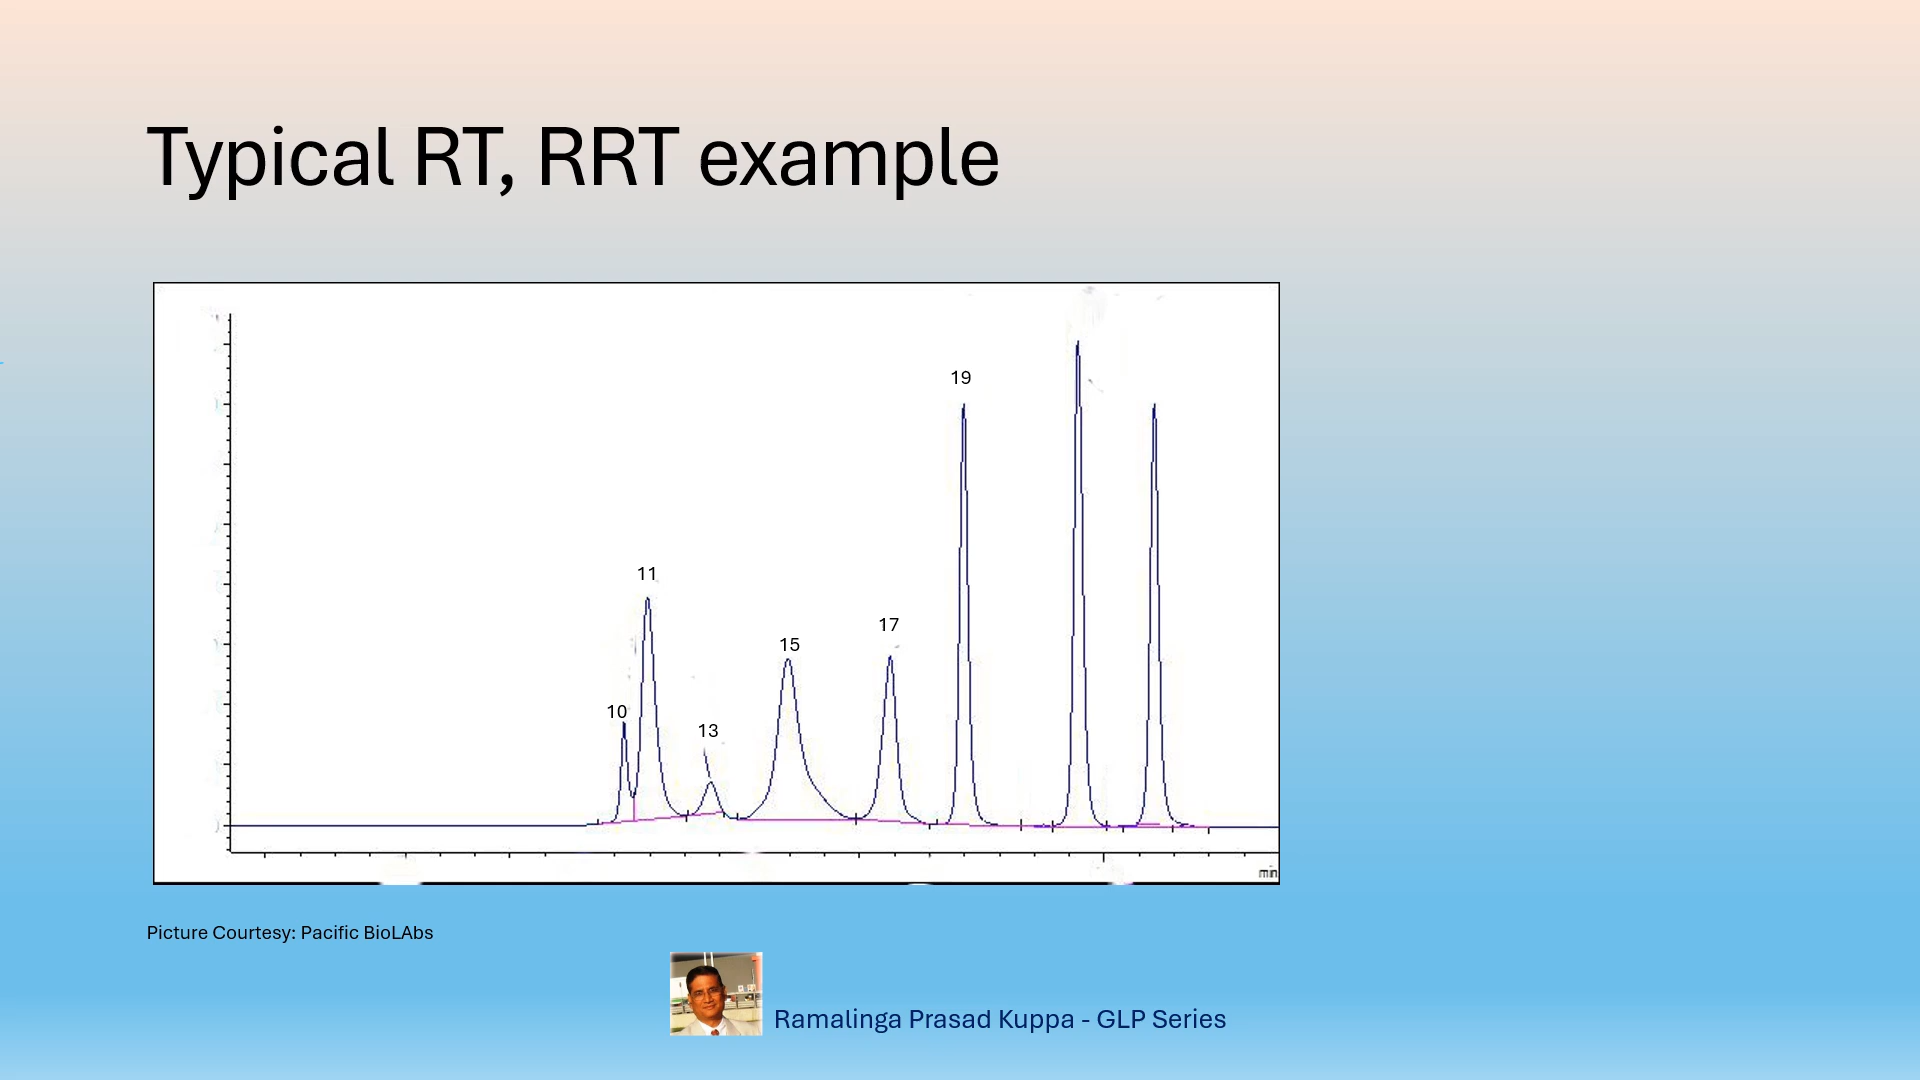 Typical RT, RRT example
19
11
17
15
10
13
min
Picture Courtesy: Pacific BioLAbs
Ramalinga Prasad Kuppa - GLP Series